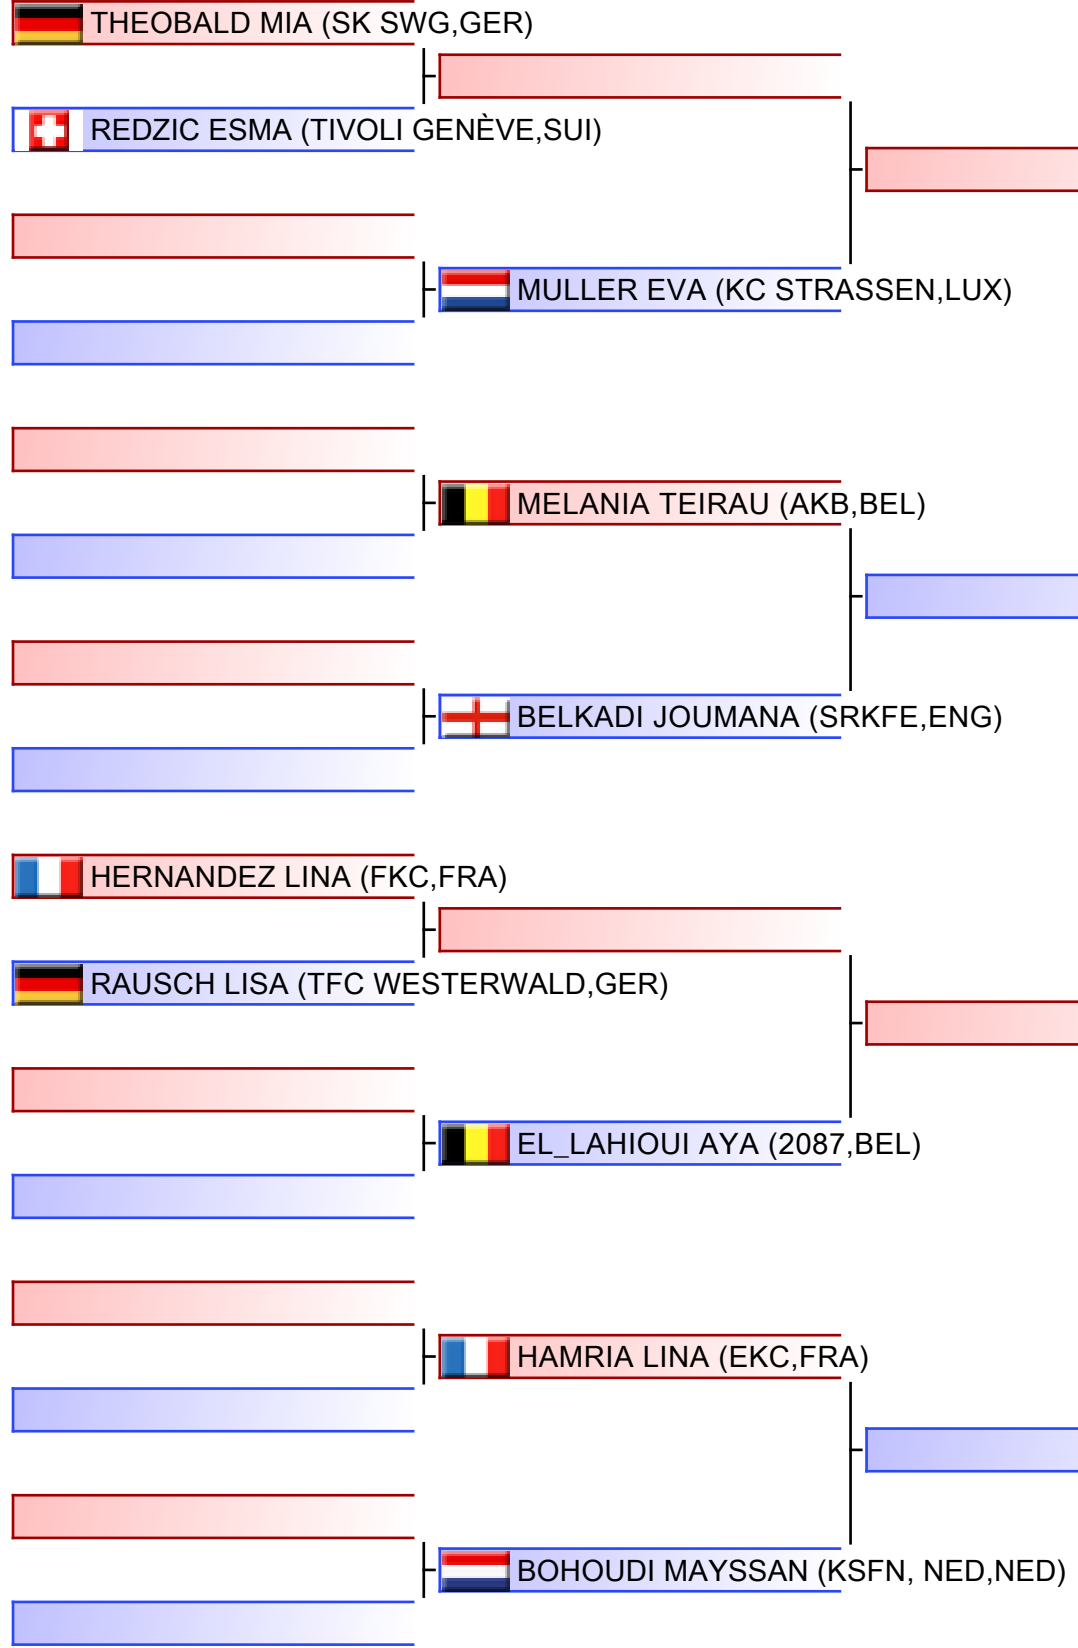 THEOBALD MIA (SK SWG,GER)
REDZIC ESMA (TIVOLI GENÈVE,SUI)
MULLER EVA (KC STRASSEN,LUX)
MELANIA TEIRAU (AKB,BEL)
BELKADI JOUMANA (SRKFE,ENG)
HERNANDEZ LINA (FKC,FRA)
RAUSCH LISA (TFC WESTERWALD,GER)
EL_LAHIOUI AYA (2087,BEL)
HAMRIA LINA (EKC,FRA)
BOHOUDI MAYSSAN (KSFN, NED,NED)